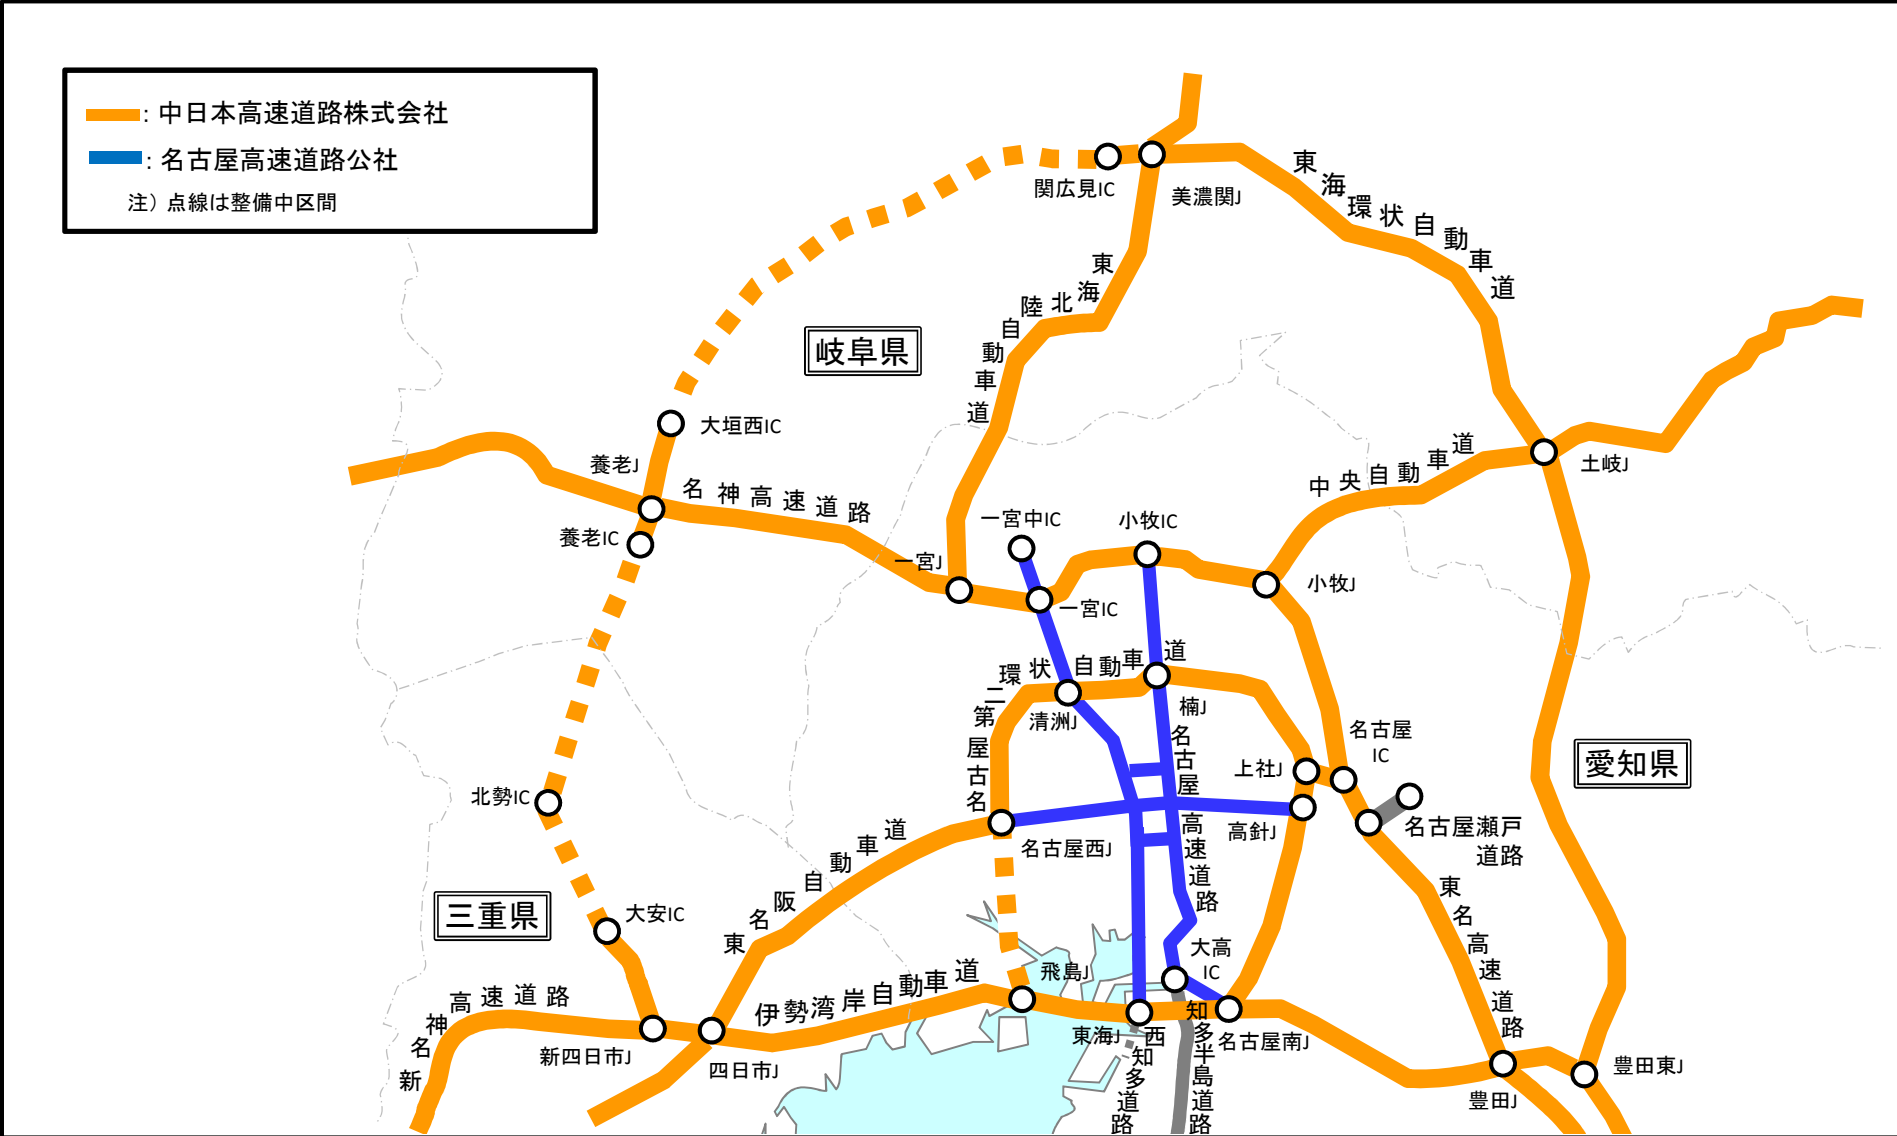 : 中日本高速道路株式会社
: 名古屋高速道路公社
注）点線は整備中区間
関広見IC
美濃関J
東海環状自動車道
東海北陸自動車道
岐阜県
大垣西IC
養老J
名神高速道路
養老IC
一宮J
一宮中IC
小牧IC
一宮IC
小牧J
中央自動車道
土岐J
名古屋第二環状自動車道
清洲J
楠J
名古屋高速道路
名古屋
IC
上社J
高針J
名古屋瀬戸
道路
愛知県
北勢IC
名古屋西J
東名阪自動車道
三重県
大安IC
東名高速道路
大高
IC
飛島J
伊勢湾岸自動車道
新名神高速道路
新四日市J
四日市J
東海J
西知多道路
知多半島道路
名古屋南J
豊田J
豊田東J